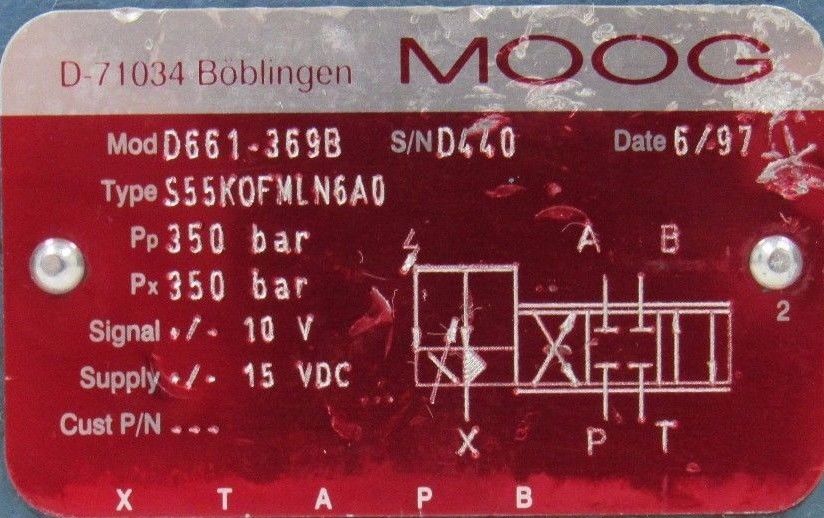 D-71034 Böblingen MOOG
Mod D661-369B S/N D440 Date 6/97
Type S55KOFMLN6A0
Pp 350 bar
Px 350 bar
Signal +/- 10 V
Supply +/- 15 VDC
Cust P/N ---
A B
2
X P T
X T A P B